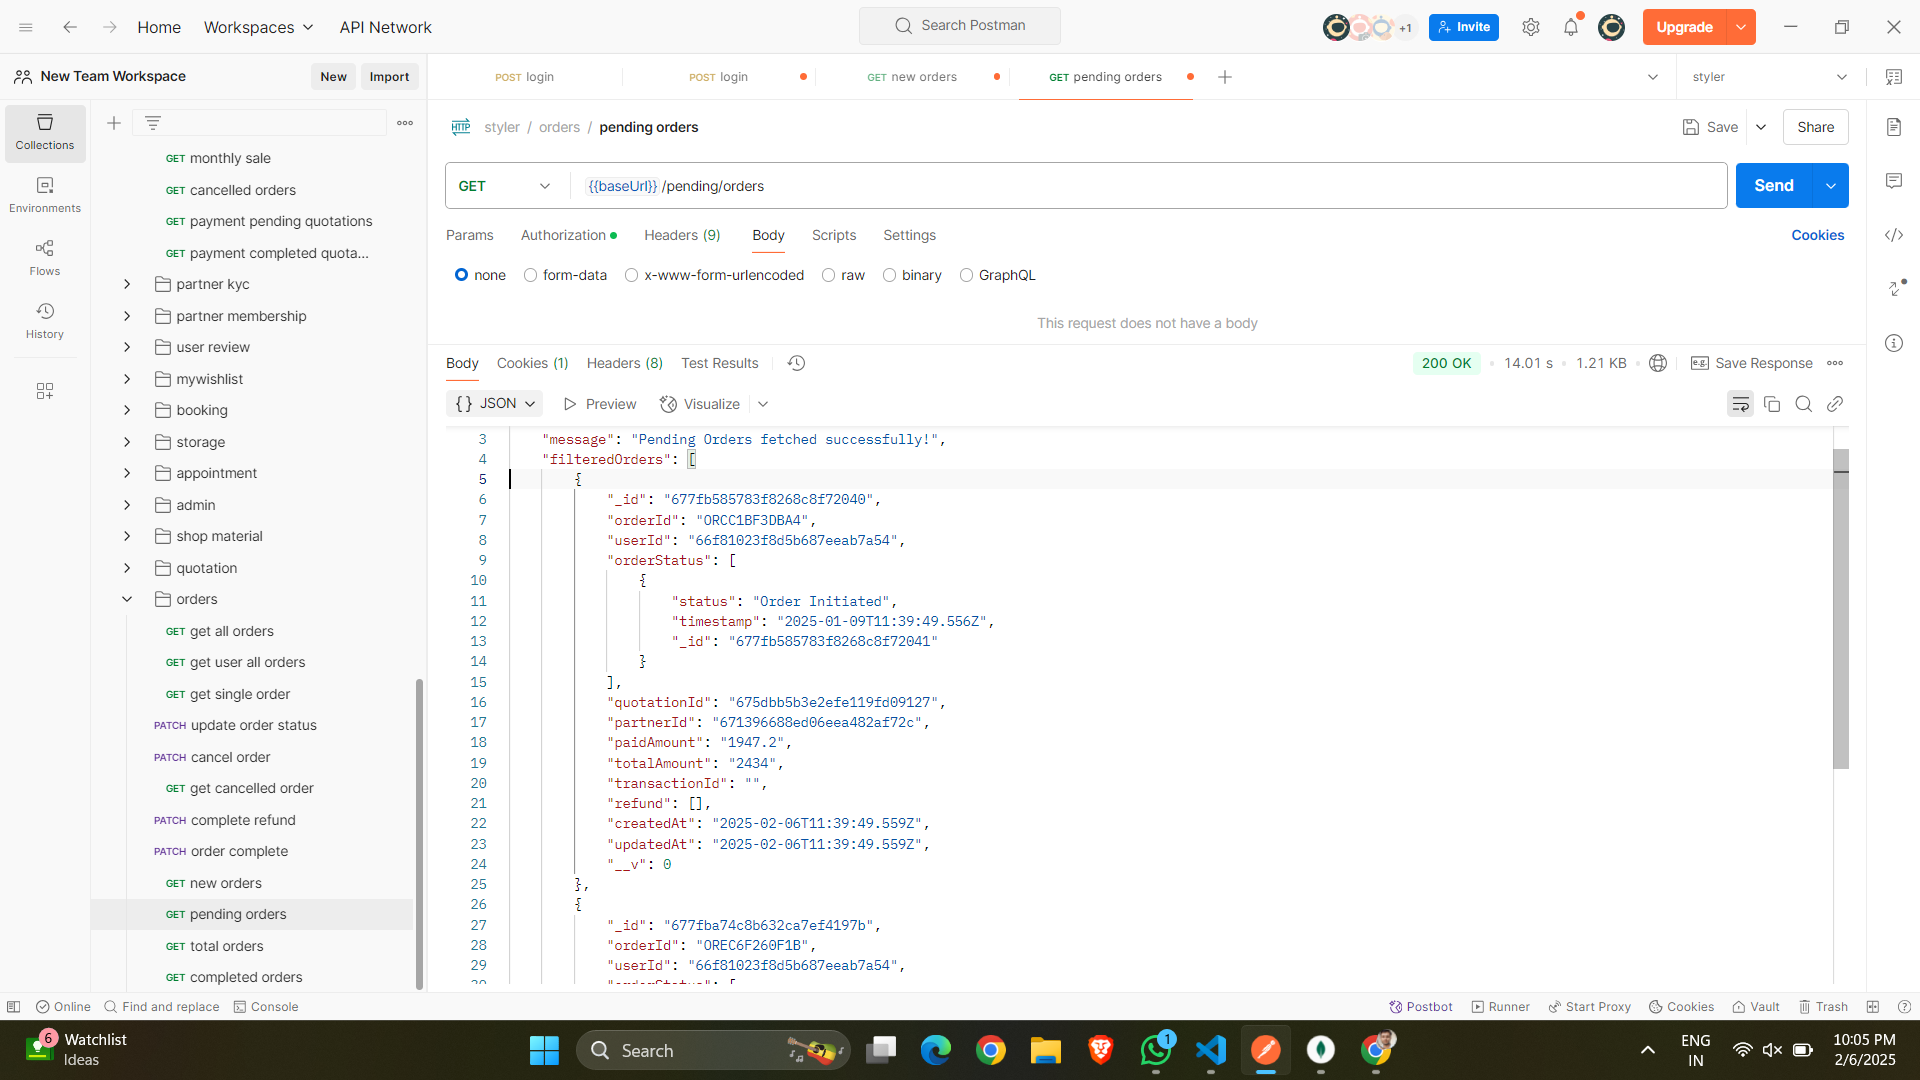 Home
Workspaces
API Network
Search Postman
+1
Invite
Upgrade
New Team Workspace
New
Import
POST login
POST login
GET new orders
GET pending orders
styler
Collections
Environments
Flows
History
GET monthly sale
GET cancelled orders
GET payment pending quotations
GET payment completed quota...
partner kyc
partner membership
user review
mywishlist
booking
storage
appointment
admin
shop material
quotation
orders
GET get all orders
GET get user all orders
GET get single order
PATCH update order status
PATCH cancel order
GET get cancelled order
PATCH complete refund
PATCH order complete
GET new orders
GET pending orders
GET total orders
GET completed orders
HTTP styler / orders / pending orders
Save
Share
GET
{{baseUrl}} /pending/orders
Send
Params Authorization Headers (9) Body Scripts Settings
Cookies
none form-data x-www-form-urlencoded raw binary GraphQL
This request does not have a body
Body Cookies (1) Headers (8) Test Results
200 OK • 14.01 s • 1.21 KB
e.g. Save Response
{} JSON Preview Visualize
3 "message": "Pending Orders fetched successfully!",
4 "filteredOrders": [
5 {
6 "_id": "677fb585783f8268c8f72040",
7 "orderId": "ORCC1BF3DBA4",
8 "userId": "66f81023f8d5b687eeab7a54",
9 "orderStatus": [
10 {
11 "status": "Order Initiated",
12 "timestamp": "2025-01-09T11:39:49.556Z",
13 "_id": "677fb585783f8268c8f72041"
14 }
15 ],
16 "quotationId": "675dbb5b3e2efe119fd09127",
17 "partnerId": "671396688ed06eea482af72c",
18 "paidAmount": "1947.2",
19 "totalAmount": "2434",
20 "transactionId": "",
21 "refund": [],
22 "createdAt": "2025-02-06T11:39:49.559Z",
23 "updatedAt": "2025-02-06T11:39:49.559Z",
24 "__v": 0
25 },
26 {
27 "_id": "677fba74c8b632ca7ef4197b",
28 "orderId": "OREC6F260F1B",
29 "userId": "66f81023f8d5b687eeab7a54",
30 "orderStatus": [
Online
Find and replace
Console
Postbot
Runner
Start Proxy
Cookies
Vault
Trash
6
Watchlist
Ideas
Search
1
ENG
IN
10:05 PM
2/6/2025